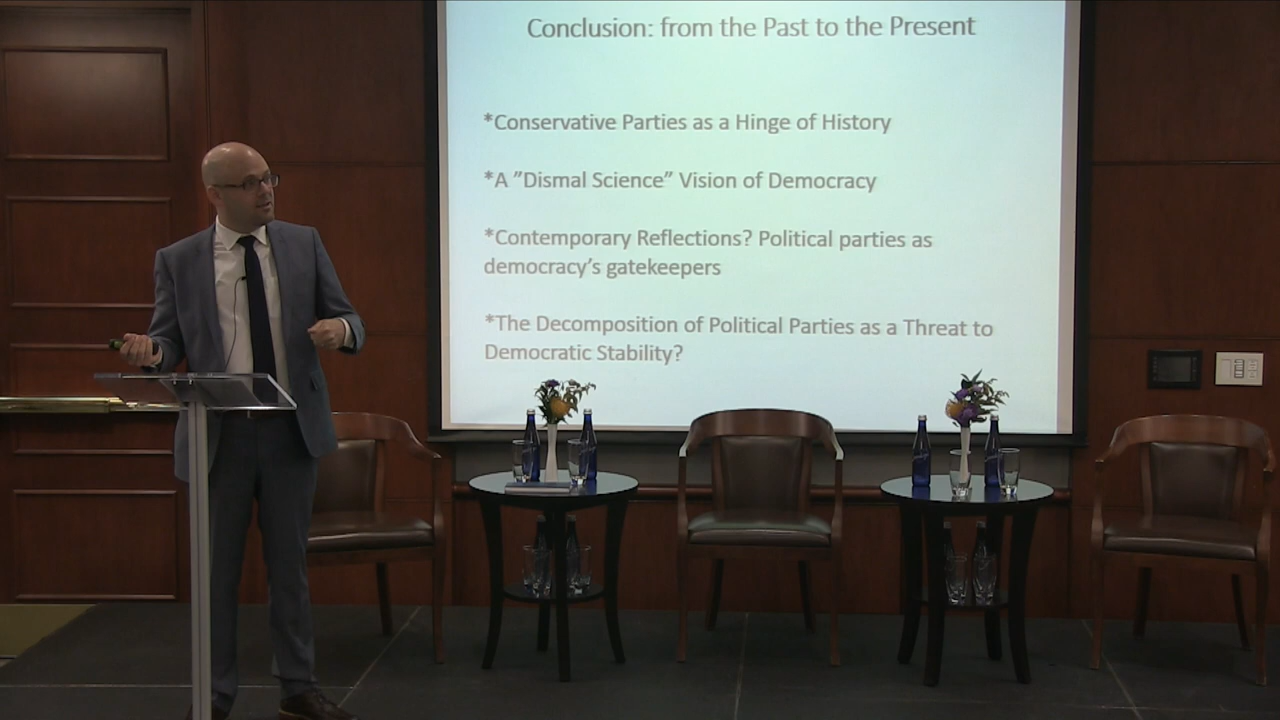 Conclusion: from the Past to the Present
*Conservative Parties as a Hinge of History
*A ”Dismal Science” Vision of Democracy
*Contemporary Reflections? Political parties as
democracy’s gatekeepers
*The Decomposition of Political Parties as a Threat to
Democratic Stability?